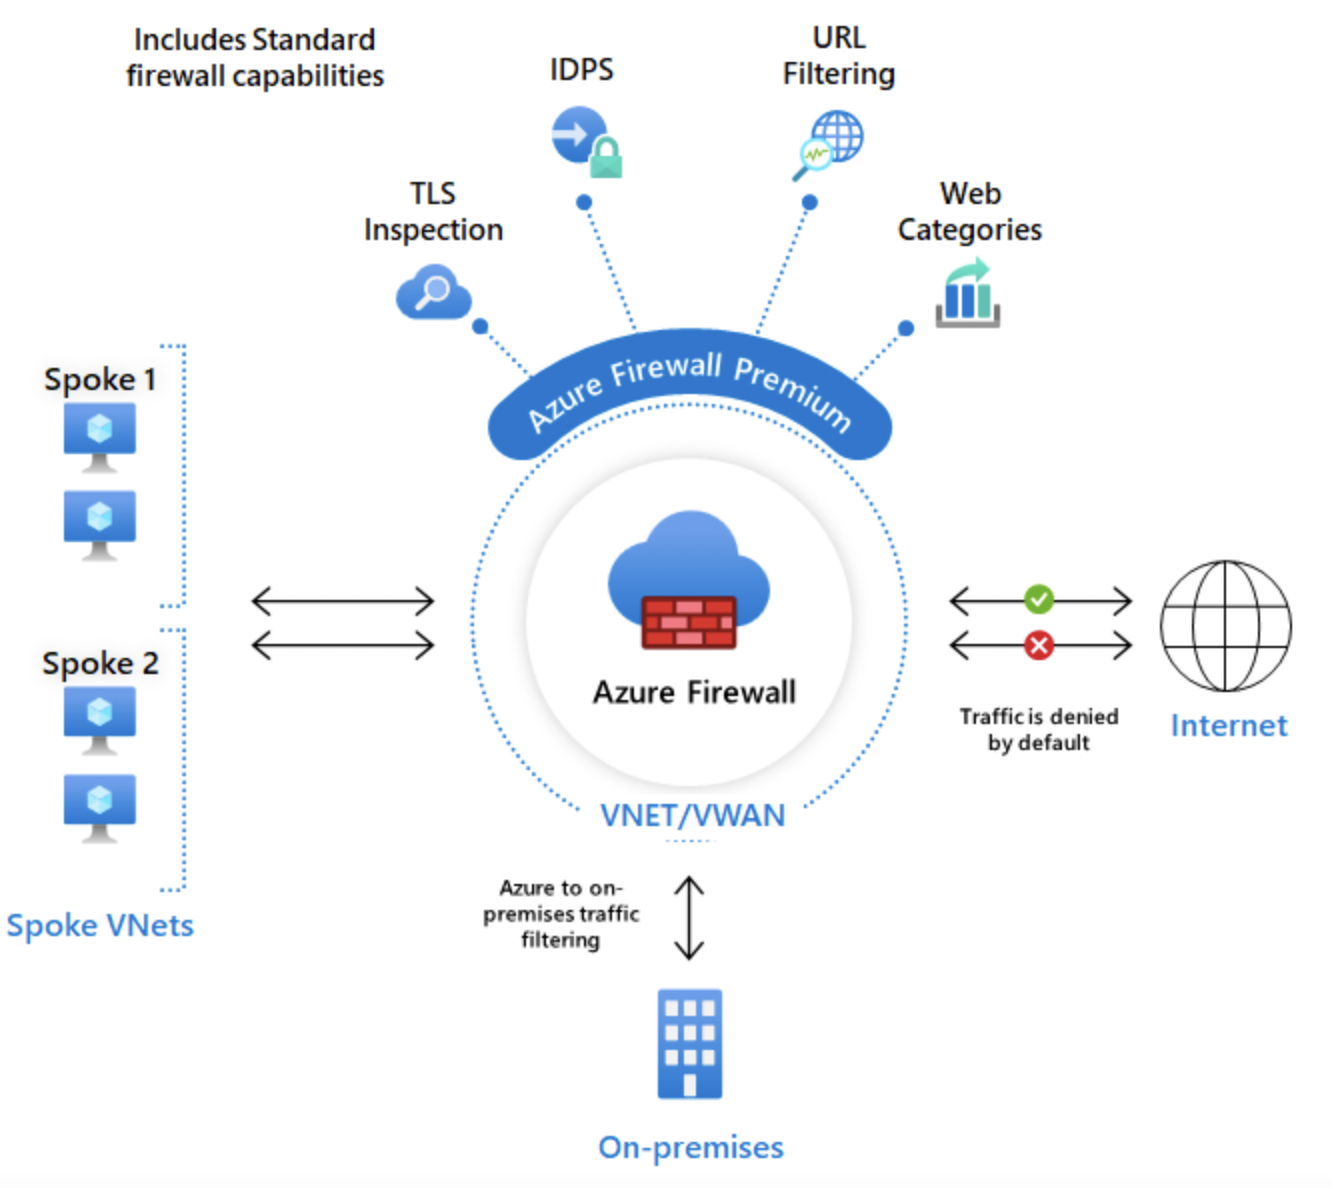 Includes Standard
firewall capabilities
IDPS
URL
Filtering
TLS
Inspection
Web
Categories
Azure Firewall Premium
Spoke 1
Spoke 2
Spoke VNets
Azure Firewall
VNET/VWAN
Traffic is denied
by default
Internet
Azure to on-
premises traffic
filtering
On-premises